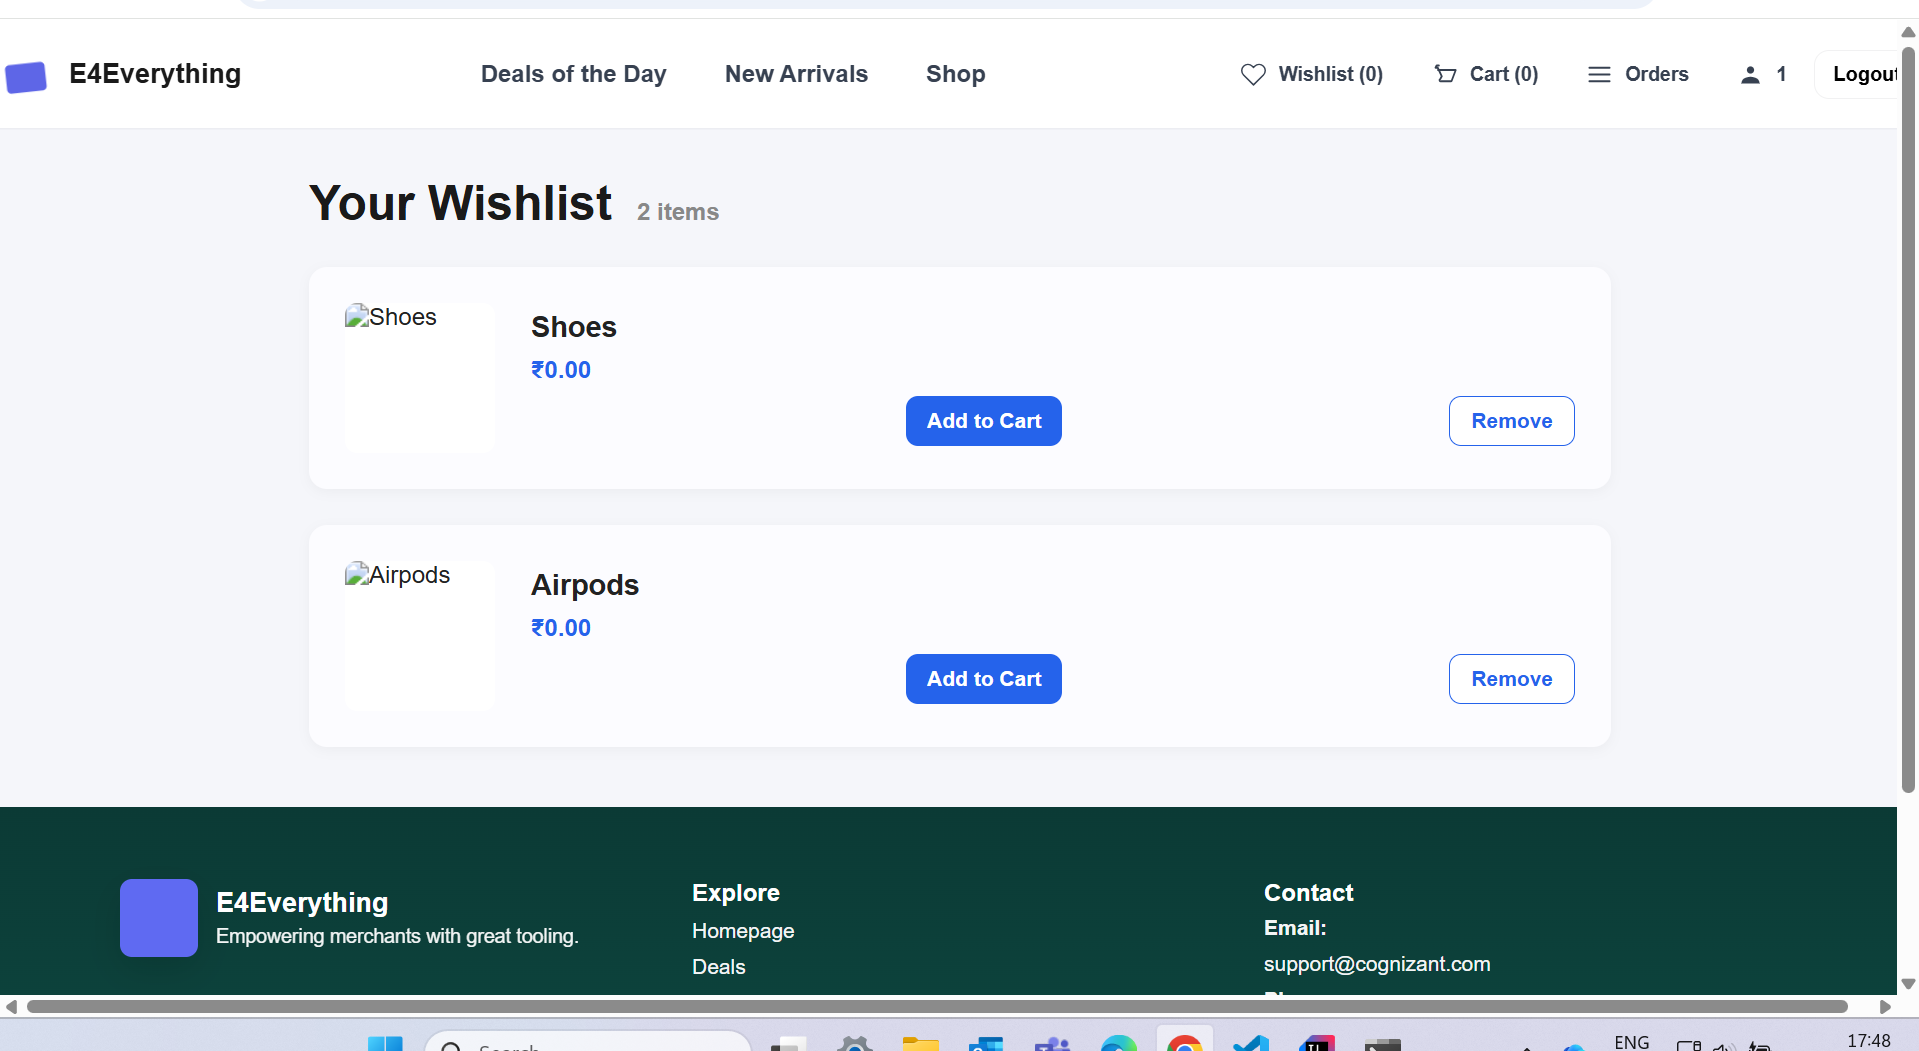 E4Everything
Deals of the Day
New Arrivals
Shop
Wishlist (0)
Cart (0)
Orders
1
Logout
Your Wishlist
2 items
Shoes
Shoes
₹0.00
Add to Cart
Remove
Airpods
Airpods
₹0.00
Add to Cart
Remove
E4Everything
Empowering merchants with great tooling.
Explore
Homepage
Deals
Contact
Email:
support@cognizant.com
Search
ENG
17:48